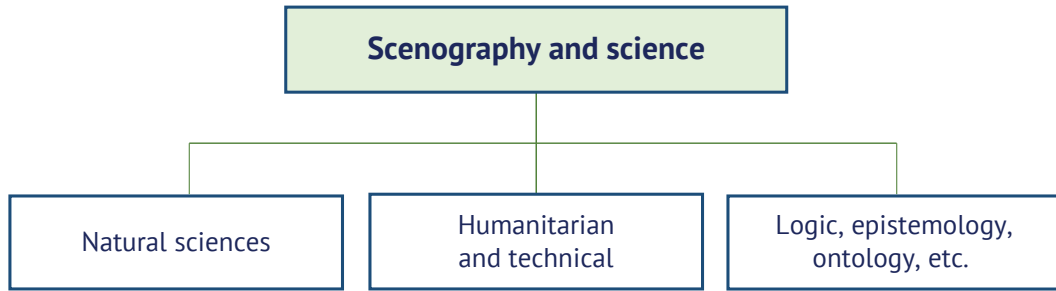 Scenography and science
Natural sciences
Humanitarian
and technical
Logic, epistemology,
ontology, etc.